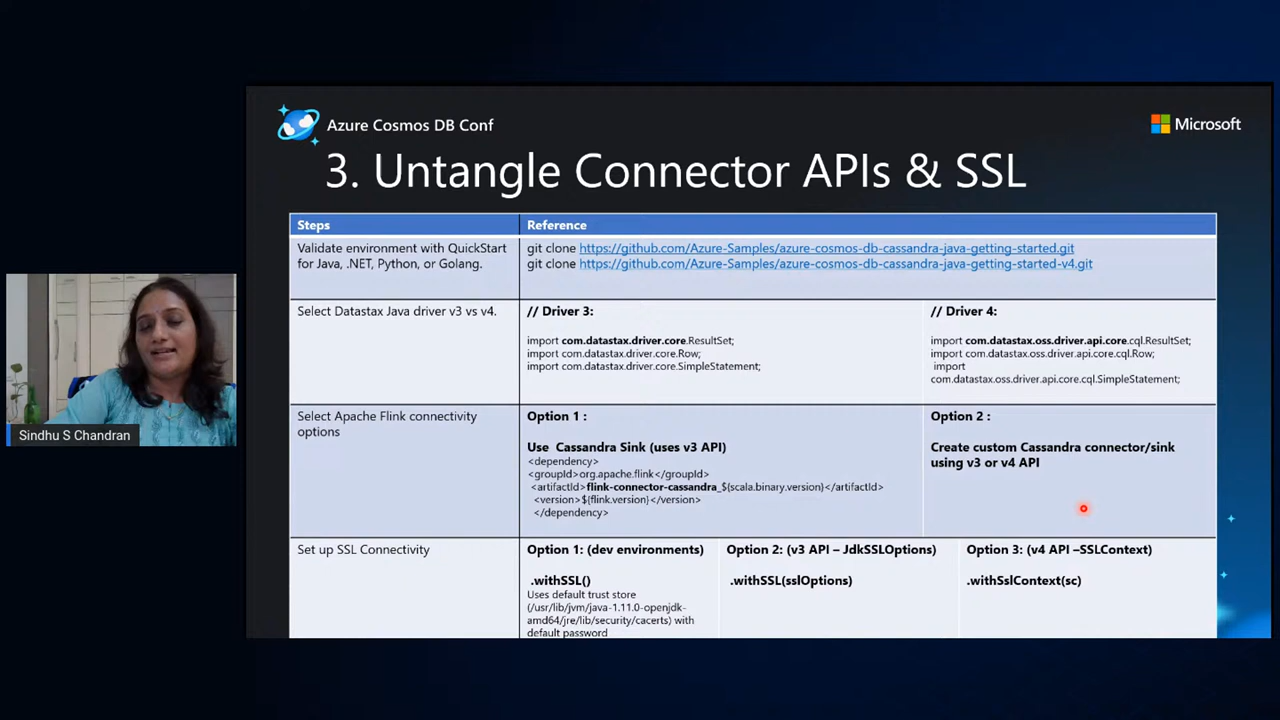 Azure Cosmos DB Conf
Microsoft
3. Untangle Connector APIs & SSL
Steps
Reference
Validate environment with QuickStart
for Java, .NET, Python, or Golang.
git clone https://github.com/Azure-Samples/azure-cosmos-db-cassandra-java-getting-started.git
git clone https://github.com/Azure-Samples/azure-cosmos-db-cassandra-java-getting-started-v4.git
Select Datastax Java driver v3 vs v4.
// Driver 3:
import com.datastax.driver.core.ResultSet;
import com.datastax.driver.core.Row;
import com.datastax.driver.core.SimpleStatement;
// Driver 4:
import com.datastax.oss.driver.api.core.cql.ResultSet;
import com.datastax.oss.driver.api.core.cql.Row;
import
com.datastax.oss.driver.api.core.cql.SimpleStatement;
Select Apache Flink connectivity
options
Option 1 :
Use Cassandra Sink (uses v3 API)
<dependency>
<groupId>org.apache.flink</groupId>
<artifactId>flink-connector-cassandra_${scala.binary.version}</artifactId>
<version>${flink.version}</version>
</dependency>
Option 2 :
Create custom Cassandra connector/sink
using v3 or v4 API
Set up SSL Connectivity
Option 1: (dev environments)
.withSSL()
Uses default trust store
(/usr/lib/jvm/java-1.11.0-openjdk-
amd64/jre/lib/security/cacerts) with
default password
Option 2: (v3 API – JdkSSLOptions)
.withSSL(sslOptions)
Option 3: (v4 API –SSLContext)
.withSslContext(sc)
Sindhu S Chandran